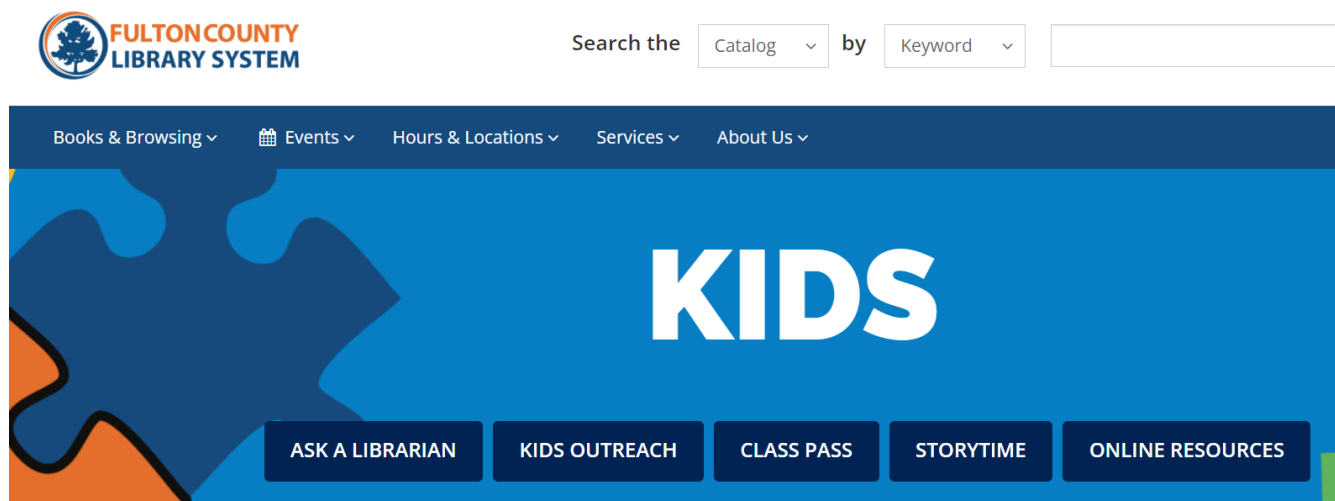 FULTON COUNTY
LIBRARY SYSTEM
Search the Catalog by Keyword
Books & Browsing Events Hours & Locations Services About Us
KIDS
ASK A LIBRARIAN KIDS OUTREACH CLASS PASS STORYTIME ONLINE RESOURCES